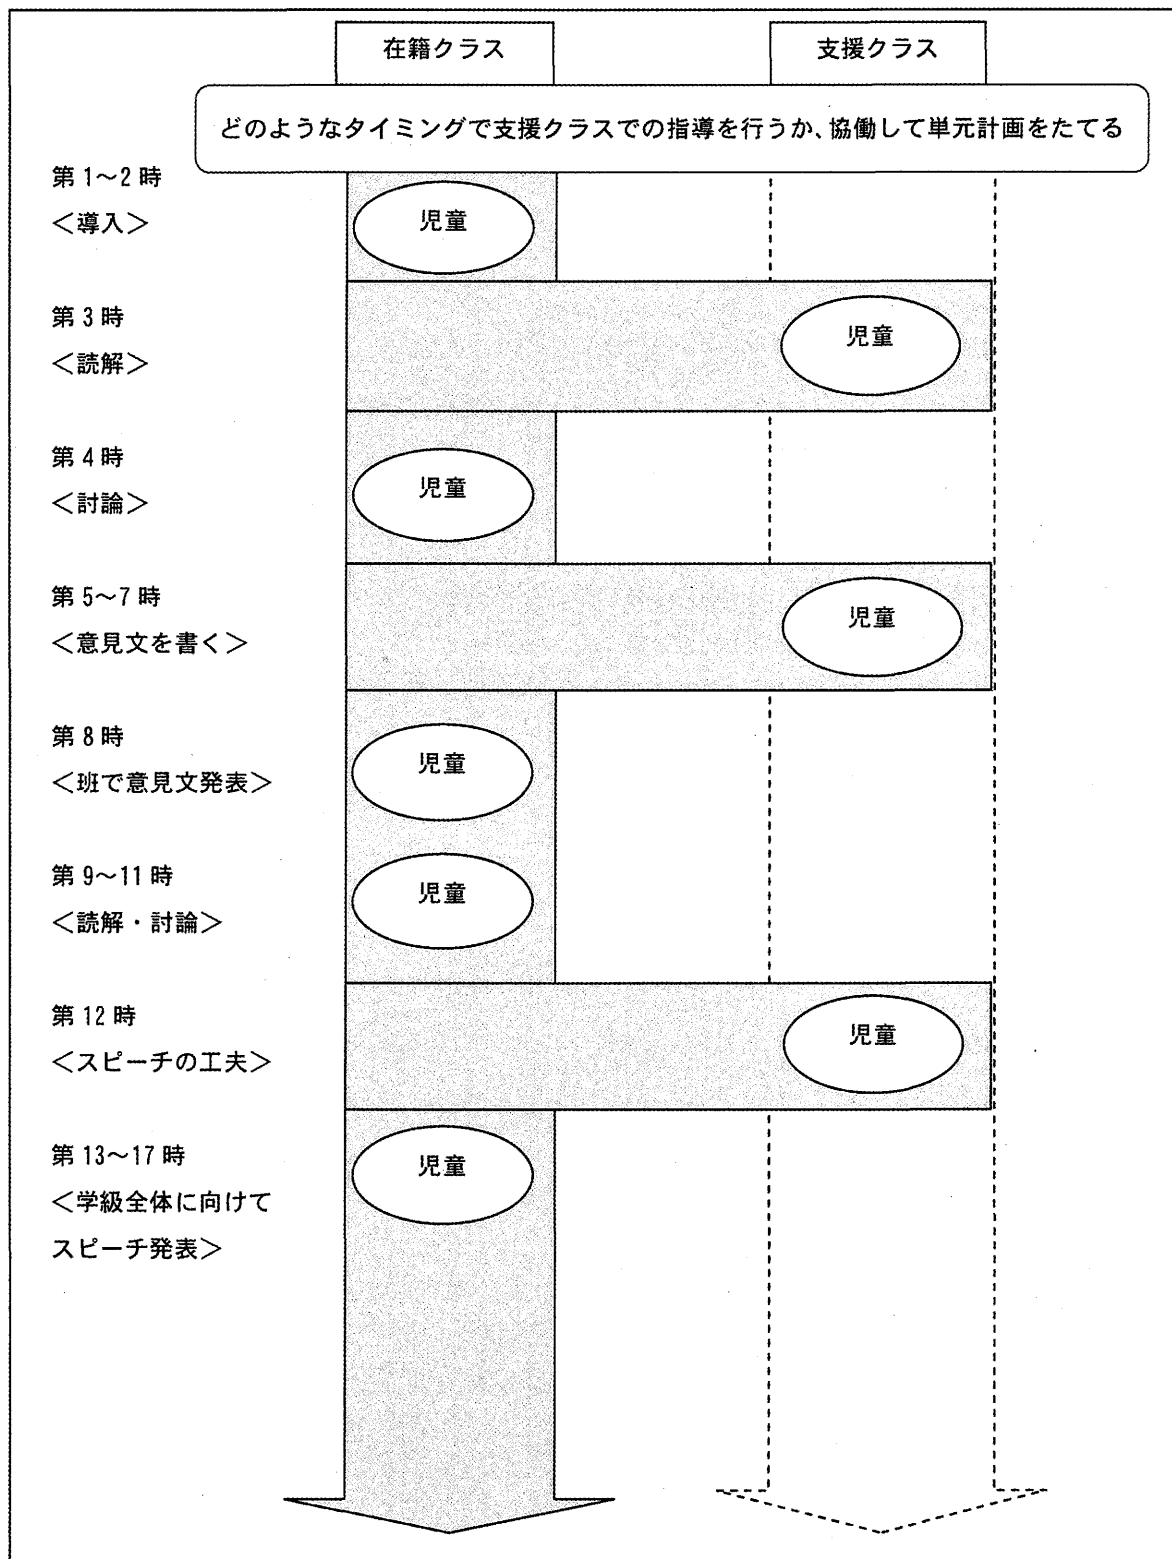 在籍クラス
支援クラス
どのようなタイミングで支援クラスでの指導を行うか、協働して単元計画をたてる
第1～2時
＜導入＞
児童
第3時
＜読解＞
児童
第4時
＜討論＞
児童
第5～7時
＜意見文を書く＞
児童
第8時
＜班で意見文発表＞
児童
第9～11時
＜読解・討論＞
児童
第12時
＜スピーチの工夫＞
児童
第13～17時
＜学級全体に向けて
スピーチ発表＞
児童